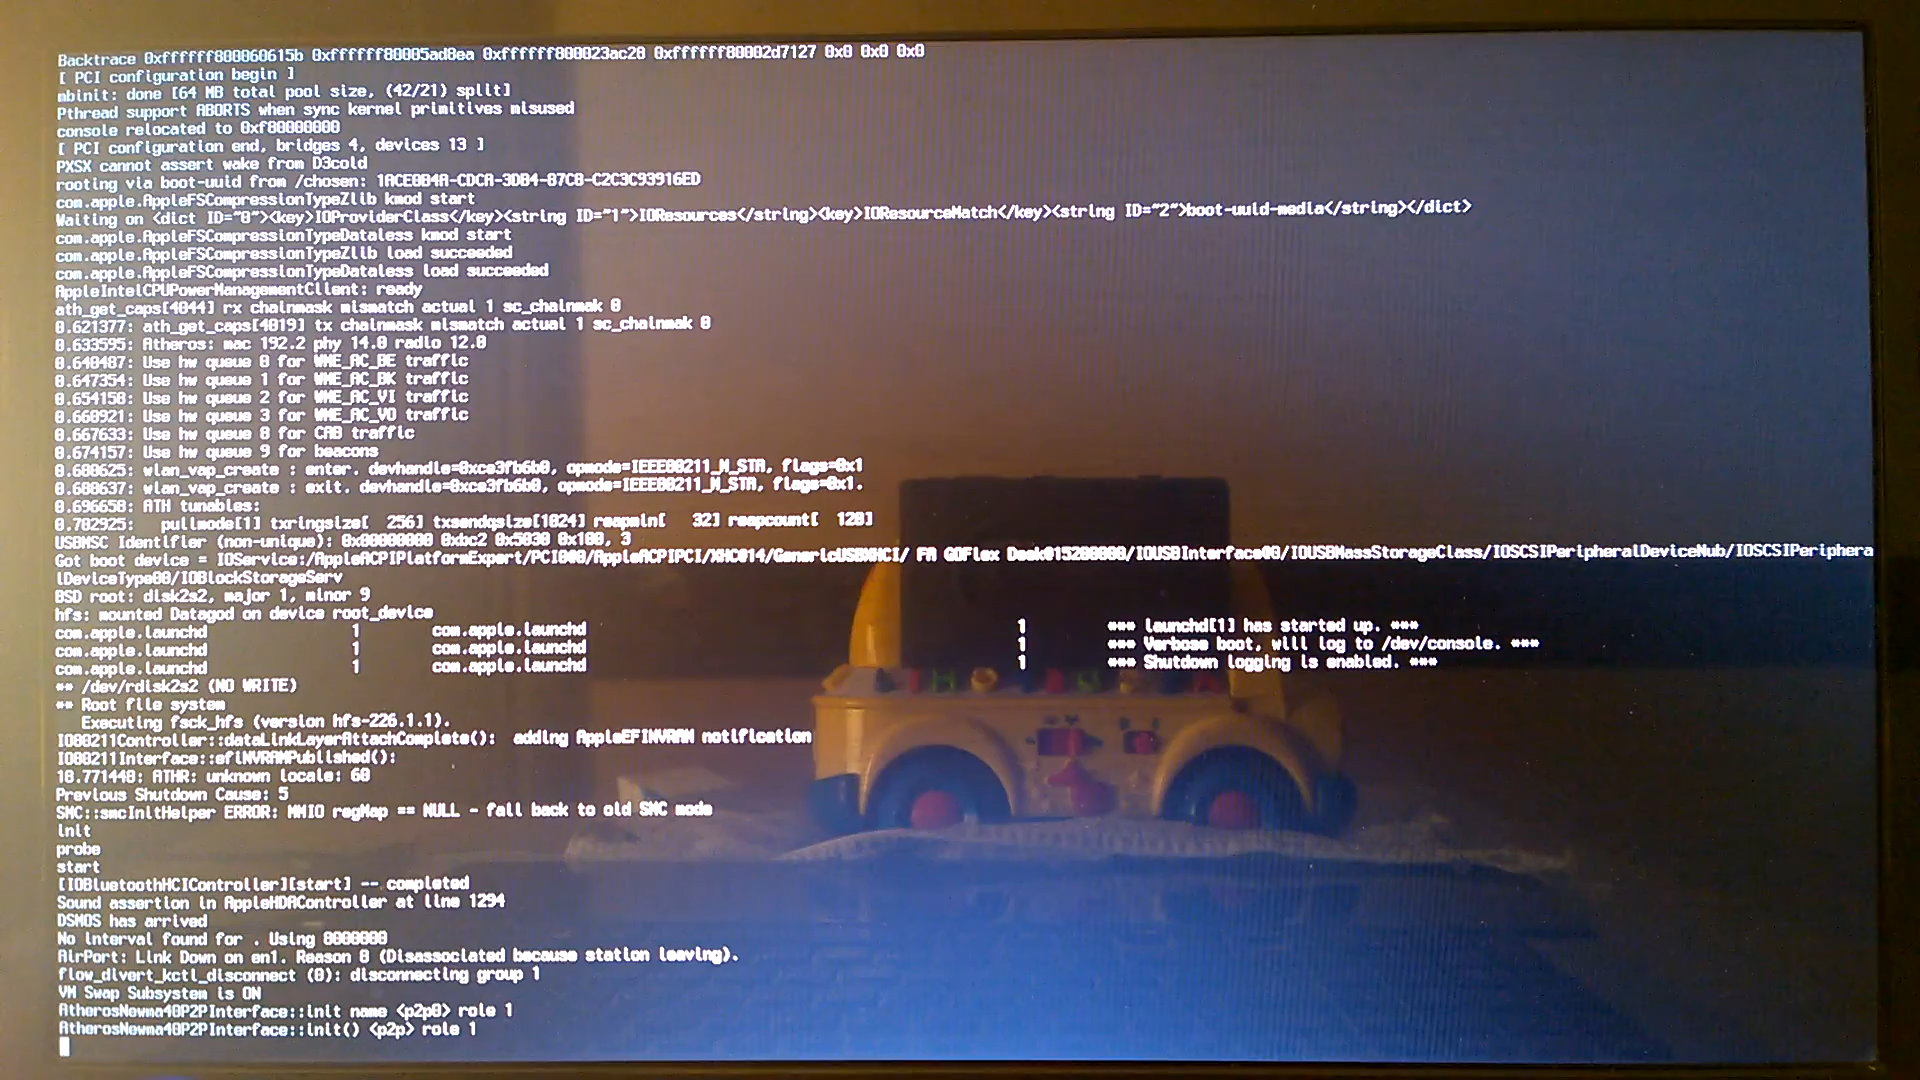 Backtrace 0xffffff800060615b 0xffffff80005ad8ea 0xffffff800023ac28 0xffffff80002d7127 0x0 0x0 0x0
[ PCI configuration begin ]
mbinit: done [64 MB total pool size, (42/21) split]
Pthread support ABORTS when sync kernel primitives misused
console relocated to 0xf80000000
[ PCI configuration end, bridges 4, devices 13 ]
PXSX cannot assert wake from D3cold
rooting via boot-uuid from /chosen: 1ACE0B4A-CDCA-3DB4-87C8-C2C3C93916ED
com.apple.AppleFSCompressionTypeZlib kmod start
Waiting on <dict ID="0"><key>IOProviderClass</key><string ID="1">IOResources</string><key>IOResourceMatch</key><string ID="2">boot-uuid-media</string></dict>
com.apple.AppleFSCompressionTypeDataless kmod start
com.apple.AppleFSCompressionTypeZlib load succeeded
com.apple.AppleFSCompressionTypeDataless load succeeded
AppleIntelCPUPowerManagementClient: ready
ath_get_caps[4044] rx chainmask mismatch actual 1 sc_chainmak 0
0.621377: ath_get_caps[4019] tx chainmask mismatch actual 1 sc_chainmak 0
0.633595: Atheros: mac 192.2 phy 14.0 radio 12.0
0.640487: Use hw queue 0 for WME_AC_BE traffic
0.647354: Use hw queue 1 for WME_AC_BK traffic
0.654150: Use hw queue 2 for WME_AC_VI traffic
0.660921: Use hw queue 3 for WME_AC_VO traffic
0.667633: Use hw queue 8 for CAB traffic
0.674157: Use hw queue 9 for beacons
0.680625: wlan_vap_create : enter. devhandle=0xce3fb6b0, opmode=IEEE80211_M_STA, flags=0x1
0.680637: wlan_vap_create : exit. devhandle=0xce3fb6b0, opmode=IEEE80211_M_STA, flags=0x1.
0.696650: ATH tunables:
0.702925: pullmode[1] txringsize[ 256] txsendqsize[1024] reapmin[ 32] reapcount[ 128]
USBMSC Identifier (non-unique): 0x00000000 0xbc2 0x5030 0x100, 3
Got boot device = IOService:/AppleACPIPlatformExpert/PCI0@0/AppleACPIPCI/XHC@14/GenericUSBXHCI/ FA GOFlex Desk@15200000/IOUSBInterface@0/IOUSBMassStorageClass/IOSCSIPeripheralDeviceNub/IOSCSIPeriphera
lDeviceType00/IOBlockStorageServ
BSD root: disk2s2, major 1, minor 9
hfs: mounted Datagod on device root_device
com.apple.launchd 1 com.apple.launchd 1 *** launchd[1] has started up. ***
com.apple.launchd 1 com.apple.launchd 1 *** Verbose boot, will log to /dev/console. ***
com.apple.launchd 1 com.apple.launchd 1 *** Shutdown logging is enabled. ***
** /dev/rdisk2s2 (NO WRITE)
** Root file system
Executing fsck_hfs (version hfs-226.1.1).
IO80211Controller::dataLinkLayerAttachComplete(): adding AppleEFINVRAM notification
IO80211Interface::efiNVRAMPublished():
10.771448: ATHR: unknown locale: 60
Previous Shutdown Cause: 5
SMC::smcInitHelper ERROR: MMIO regMap == NULL - fall back to old SMC mode
init
probe
start
[IOBluetoothHCIController][start] -- completed
Sound assertion in AppleHDAController at line 1294
DSMOS has arrived
No interval found for . Using 8000000
AirPort: Link Down on en1. Reason 8 (Disassociated because station leaving).
flow_divert_kctl_disconnect (0): disconnecting group 1
VM Swap Subsystem is ON
AtherosNewma40P2PInterface::init name <p2p0> role 1
AtherosNewma40P2PInterface::init() <p2p> role 1